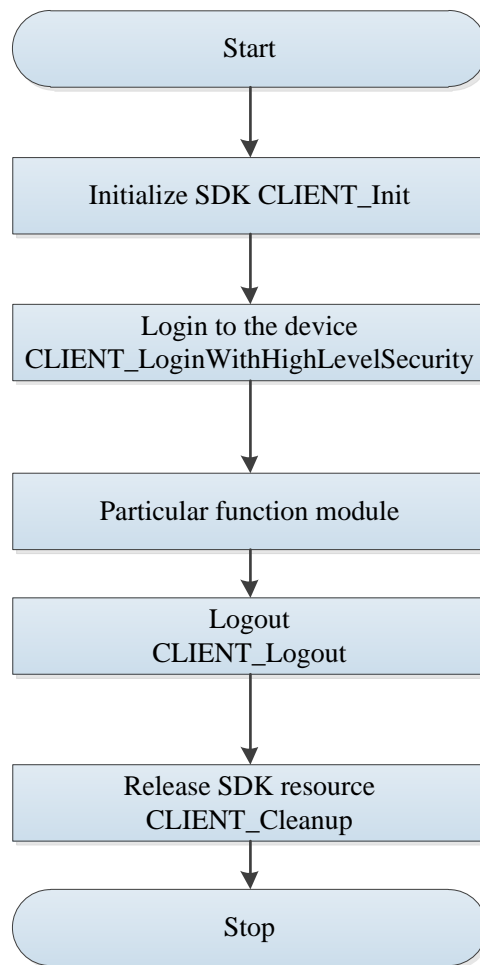 Start
Initialize SDK CLIENT_Init
Login to the device
CLIENT_LoginWithHighLevelSecurity
Particular function module
Logout
CLIENT_Logout
Release SDK resource
CLIENT_Cleanup
Stop